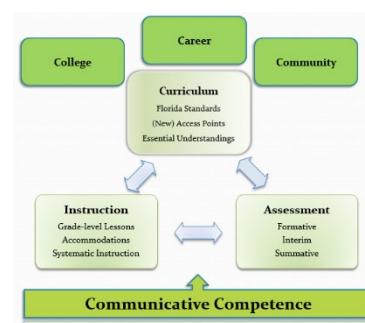 Career
College
Community
Curriculum
Florida Standards
(New) Access Points
Essential Understandings
Instruction
Grade-level Lessons
Accommodations
Systematic Instruction
Assessment
Formative
Interim
Summative
Communicative Competence